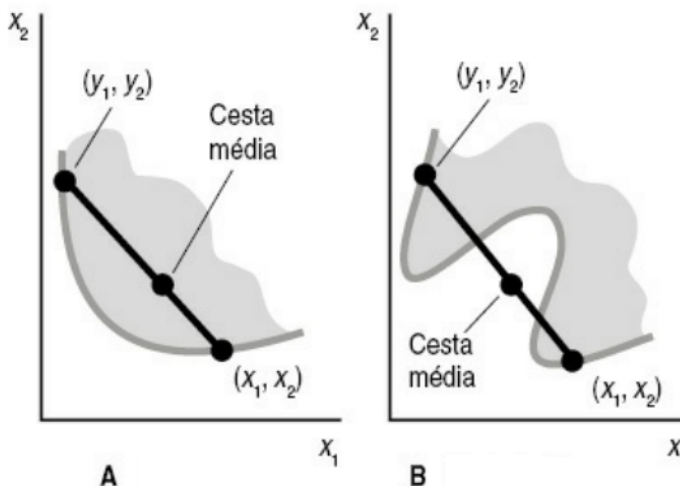 x₂
(y₁, y₂)
Cesta
média
(x₁, x₂)
x₁
A
x₂
(y₁, y₂)
Cesta
média
(x₁, x₂)
x
B